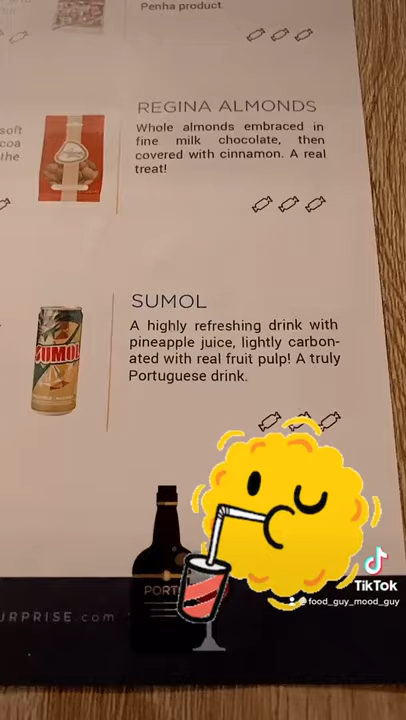 Penha product.
REGINA ALMONDS
Whole almonds embraced in
fine milk chocolate, then
covered with cinnamon. A real
treat!
soft
coa
the
SUMOL
A highly refreshing drink with
pineapple juice, lightly carbon-
ated with real fruit pulp! A truly
Portuguese drink.
SUMOL
PORT
URPRISE.com
TikTok
@food_guy_mood_guy